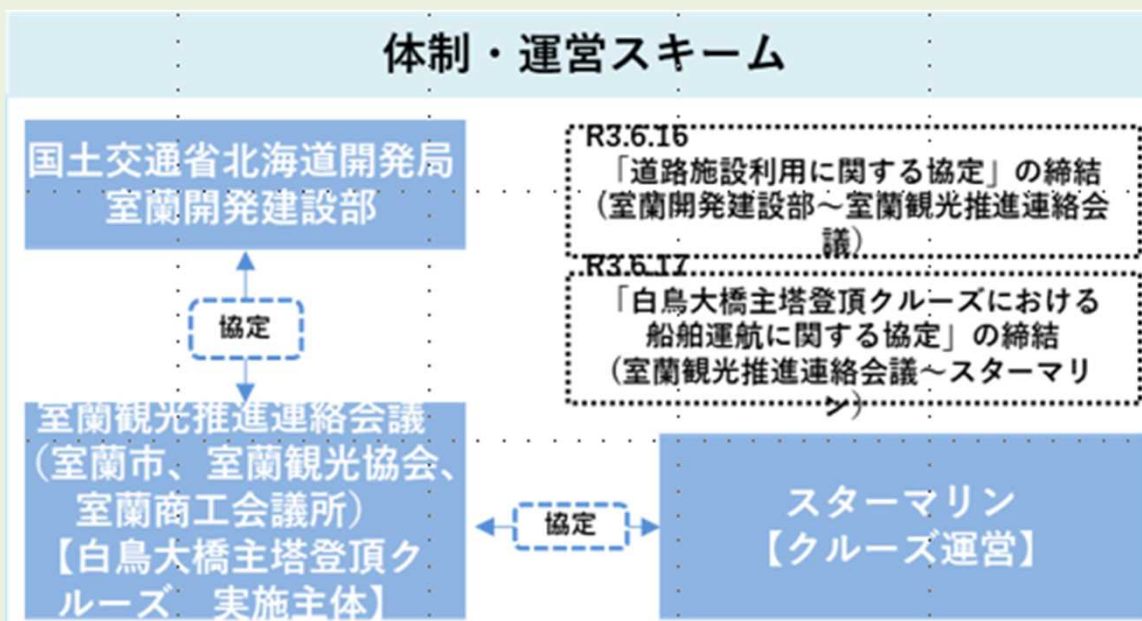 体制・運営スキーム
国土交通省北海道開発局
室蘭開発建設部
R3.6.16
「道路施設利用に関する協定」の締結
（室蘭開発建設部～室蘭観光推進連絡会
議）
R3.6.17
「白鳥大橋主塔登頂クルーズにおける
船舶運航に関する協定」の締結
（室蘭観光推進連絡会議～スターマリ
ン）
協定
室蘭観光推進連絡会議
（室蘭市、室蘭観光協会、
室蘭商工会議所）
【白鳥大橋主塔登頂ク
ルーズ　実施主体】
協定
スターマリン
【クルーズ運営】